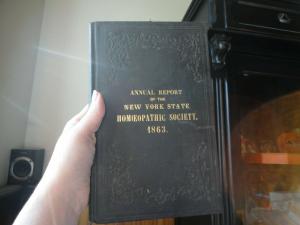 ANNUAL REPORT
OF THE
NEW YORK STATE
HOMŒOPATHIC SOCIETY,
1863.